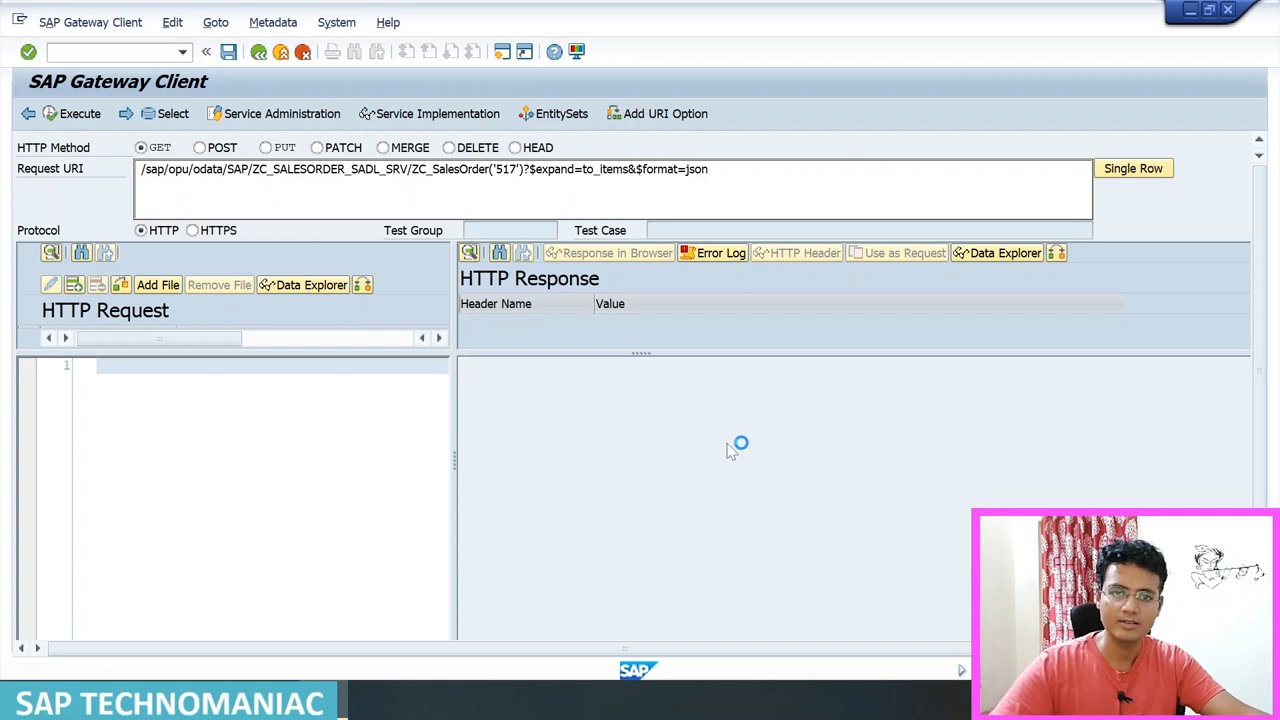 SAP Gateway Client Edit Goto Metadata System Help
SAP Gateway Client
Execute Select Service Administration Service Implementation EntitySets Add URI Option
HTTP Method GET POST PUT PATCH MERGE DELETE HEAD
Request URI /sap/opu/odata/SAP/ZC_SALESORDER_SADL_SRV/ZC_SalesOrder('517')?$expand=to_items&$format=json Single Row
Protocol HTTP HTTPS Test Group Test Case
Response in Browser Error Log HTTP Header Use as Request Data Explorer
Add File Remove File Data Explorer
HTTP Response
HTTP Request
Header Name Value
1
SAP
SAP TECHNOMANIAC